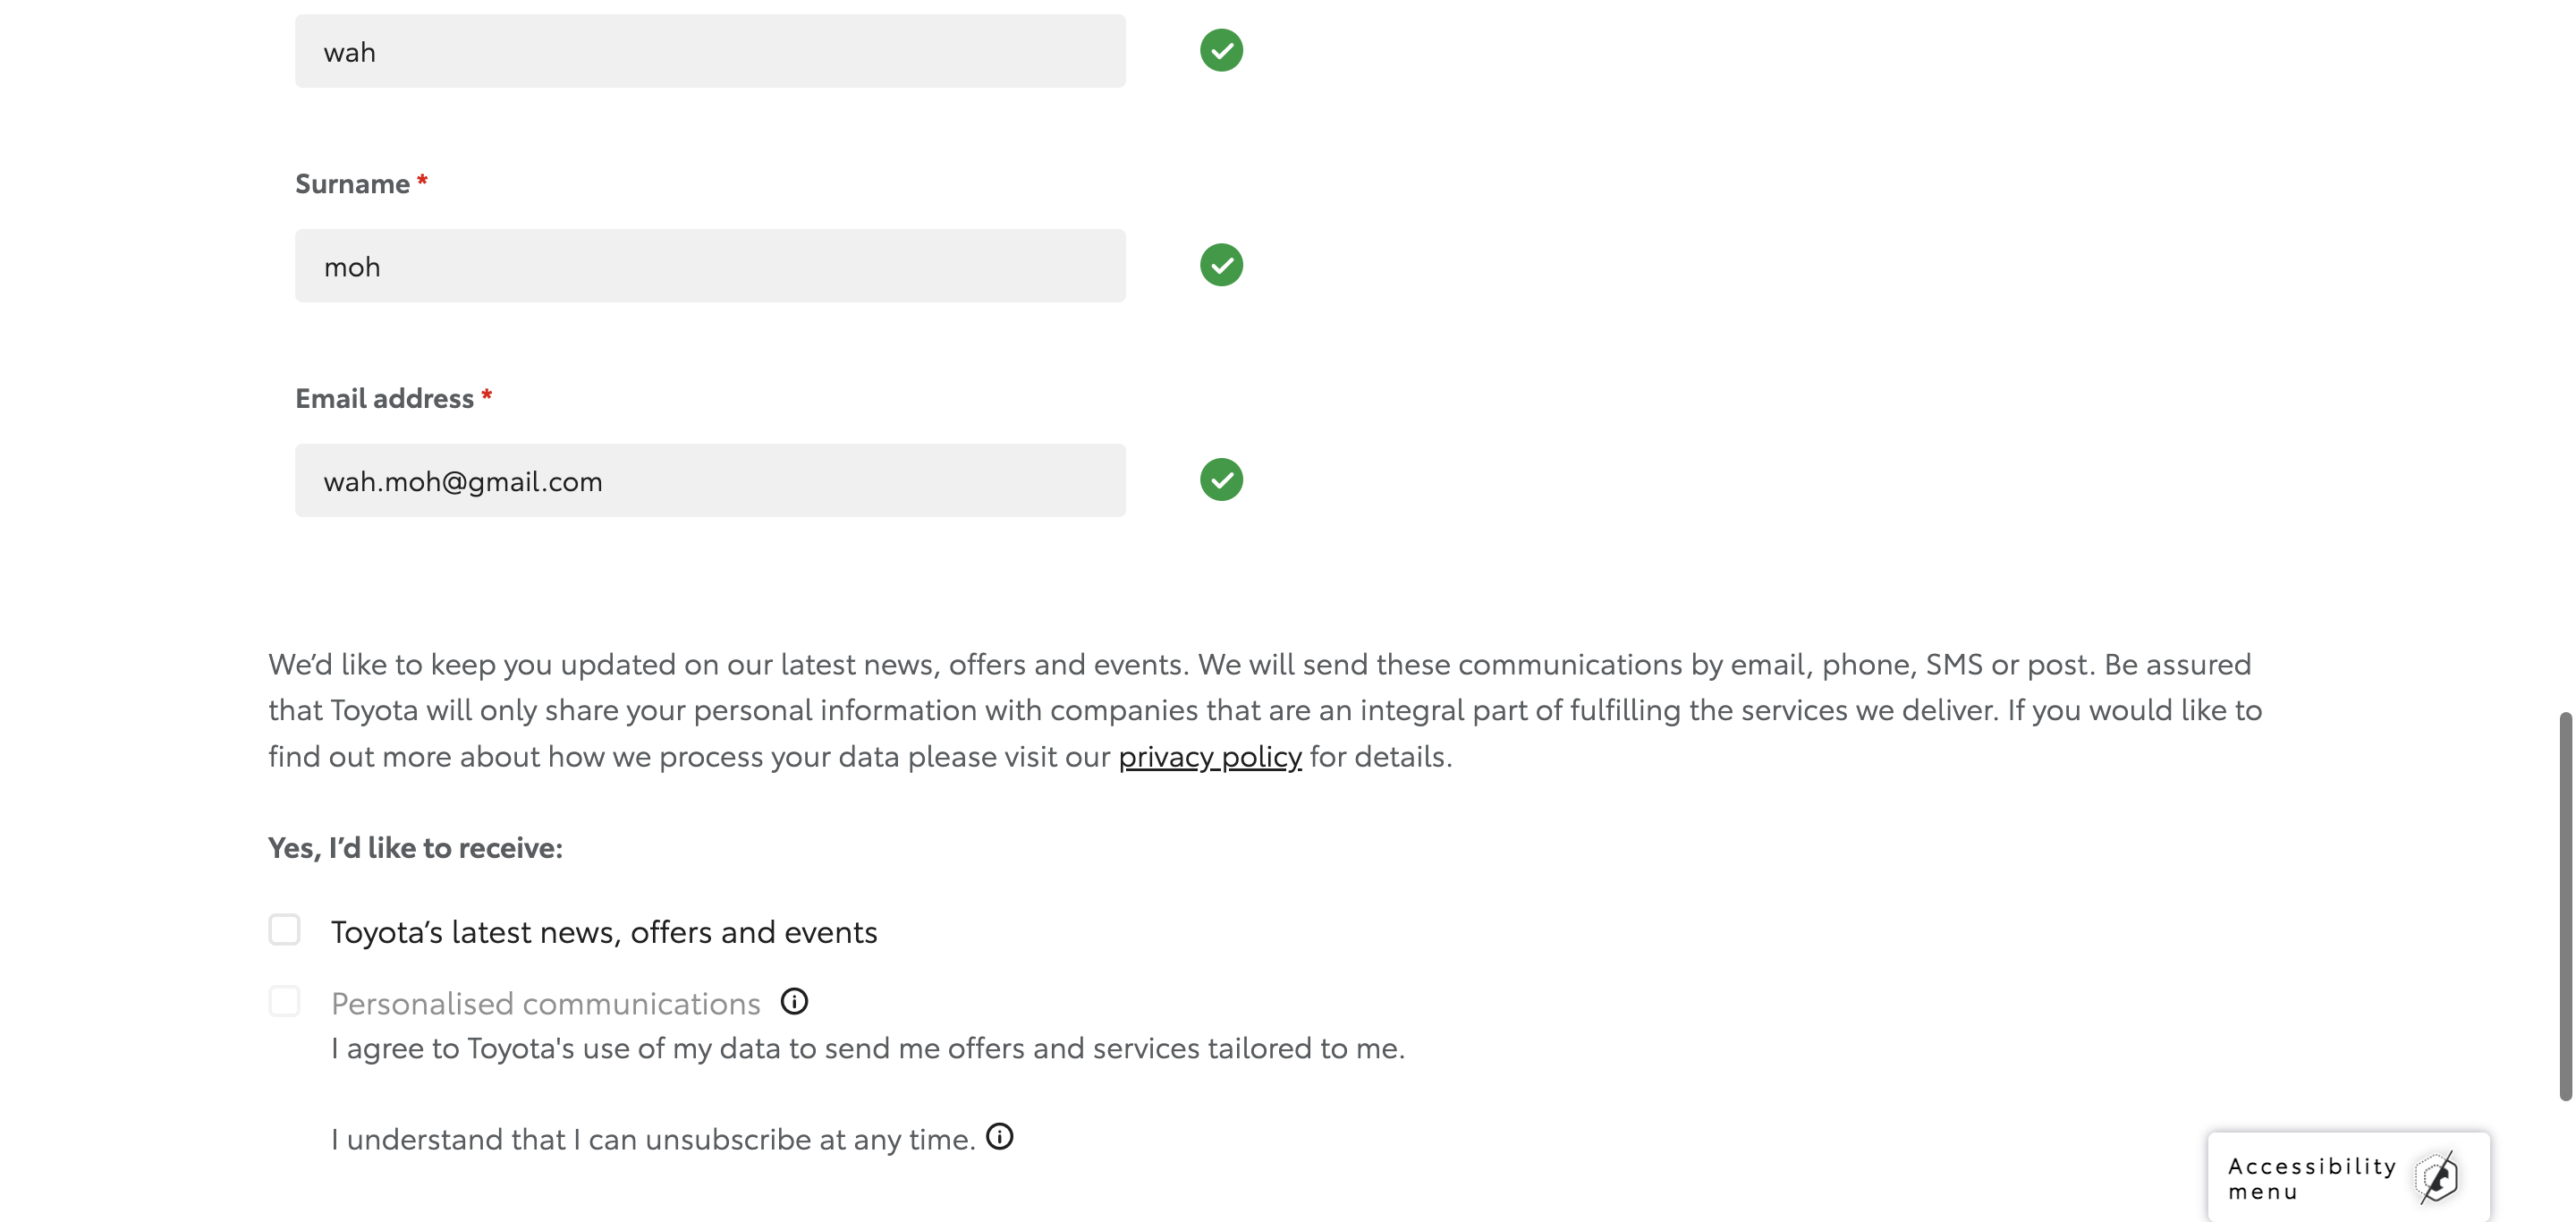 wah
Surname *
moh
Email address *
wah.moh@gmail.com
We’d like to keep you updated on our latest news, offers and events. We will send these communications by email, phone, SMS or post. Be assured
that Toyota will only share your personal information with companies that are an integral part of fulfilling the services we deliver. If you would like to
find out more about how we process your data please visit our privacy policy for details.
Yes, I’d like to receive:
Toyota’s latest news, offers and events
Personalised communications
I agree to Toyota's use of my data to send me offers and services tailored to me.
I understand that I can unsubscribe at any time.
Accessibility
menu